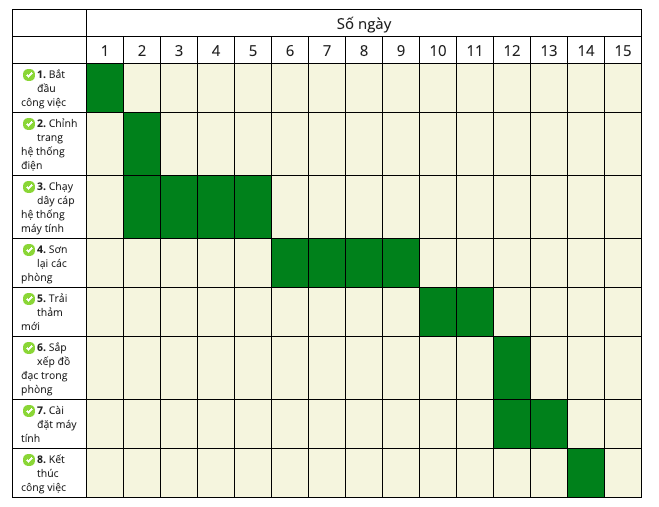 Số ngày
1 2 3 4 5 6 7 8 9 10 11 12 13 14 15
1. Bắt
đầu
công việc
2. Chỉnh
trang
hệ thống
điện
3. Chạy
dây cáp
hệ thống
máy tính
4. Sơn
lại các
phòng
5. Trải
thảm
mới
6. Sắp
xếp đồ
đạc trong
phòng
7. Cài
đặt máy
tính
8. Kết
thúc
công việc